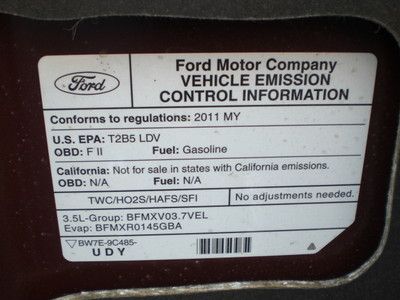 Ford
Ford Motor Company
VEHICLE EMISSION
CONTROL INFORMATION
Conforms to regulations: 2011 MY
U.S. EPA: T2B5 LDV
OBD: F II Fuel: Gasoline
California: Not for sale in states with California emissions.
OBD: N/A Fuel: N/A
TWC/HO2S/HAFS/SFI No adjustments needed.
3.5L-Group: BFMXV03.7VEL
Evap: BFMXR0145GBA
BW7E-9C485-
UDY